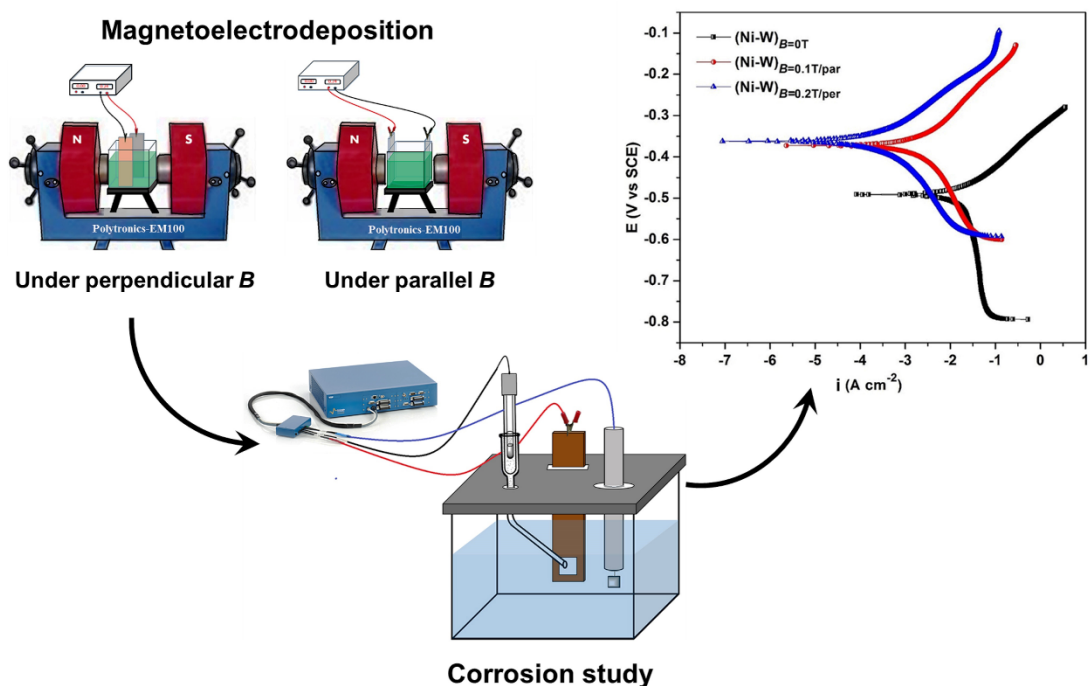 Magnetoelectrodeposition
N
S
Polytronics-EM100
Under perpendicular B
N
S
Polytronics-EM100
Under parallel B
(Ni-W)B=0T
(Ni-W)B=0.1T/par
(Ni-W)B=0.2T/per
E (V vs SCE)
-0.1
-0.2
-0.3
-0.4
-0.5
-0.6
-0.7
-0.8
-8 -7 -6 -5 -4 -3 -2 -1 0 1
i (A cm-2)
Corrosion study